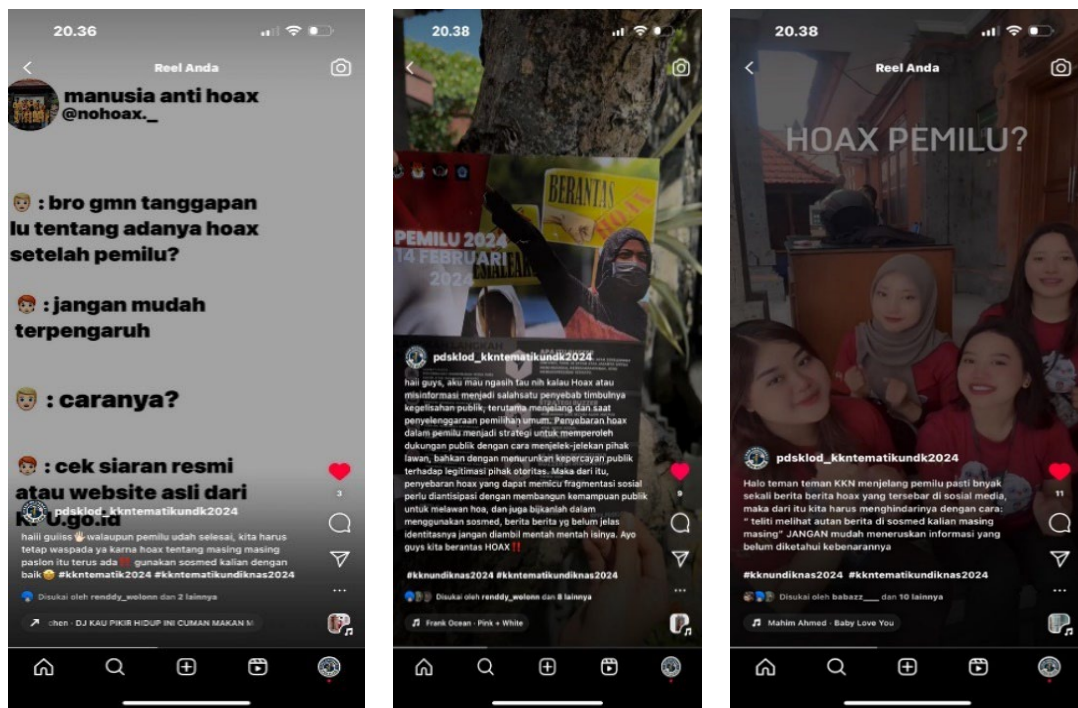 20.36
Reel Anda
manusia anti hoax
@nohoax._
: bro gmn tanggapan
lu tentang adanya hoax
setelah pemilu?
: jangan mudah
terpengaruh
: caranya?
: cek siaran resmi
atau website asli dari
KPU.go.id
pdsklod_kkntematikundk2024
haiii guiiss 👋 walaupun pemilu udah selesai, kita harus
tetap waspada ya karna hoax tentang masing masing
paslon itu terus ada‼️ gunakan sosmed kalian dengan
baik #kkntematik2024 #kkntematikundiknas2024
Disukai oleh renddy_wolonn dan 2 lainnya
chen - DJ KAU PIKIR HIDUP INI CUMAN MAKAN M
3
20.38
BERANTAS
HOAX
PEMILU 2024
14 FEBRUARI
2024
pdsklod_kkntematikundk2024
haii guys, aku mau ngasih tau nih kalau Hoax atau
misinformasi menjadi salahsatu penyebab timbulnya
kegelisahan publik, terutama menjelang dan saat
penyelenggaraan pemilihan umum. Penyebaran hoax
dalam pemilu menjadi strategi untuk memperoleh
dukungan publik dengan cara menjelek-jelekan pihak
lawan, bahkan dengan menurunkan kepercayaan publik
terhadap legitimasi pihak otoritas. Maka dari itu,
penyebaran hoax yang dapat memicu fragmentasi sosial
perlu diantisipasi dengan membangun kemampuan publik
untuk melawan hoax, dan juga bijkanlah dalam
menggunakan sosmed, berita berita yg belum jelas
identitasnya jangan diambil mentah mentah isinya. Ayo
guys kita berantas HOAX‼️
#kknundiknas2024 #kkntematikundiknas2024
Disukai oleh renddy_wolonn dan 8 lainnya
Frank Ocean - Pink + White
9
20.38
Reel Anda
HOAX PEMILU?
pdsklod_kkntematikundk2024
Halo teman teman KKN menjelang pemilu pasti bnyak
sekali berita berita hoax yang tersebar di sosial media,
maka dari itu kita harus menghindarinya dengan cara:
" teliti melihat autan berita di sosmed kalian masing
masing" JANGAN mudah meneruskan informasi yang
belum diketahui kebenarannya
#kknundiknas2024 #kkntematikundiknas2024
Disukai oleh babazz___ dan 10 lainnya
Mahim Ahmed - Baby Love You
11